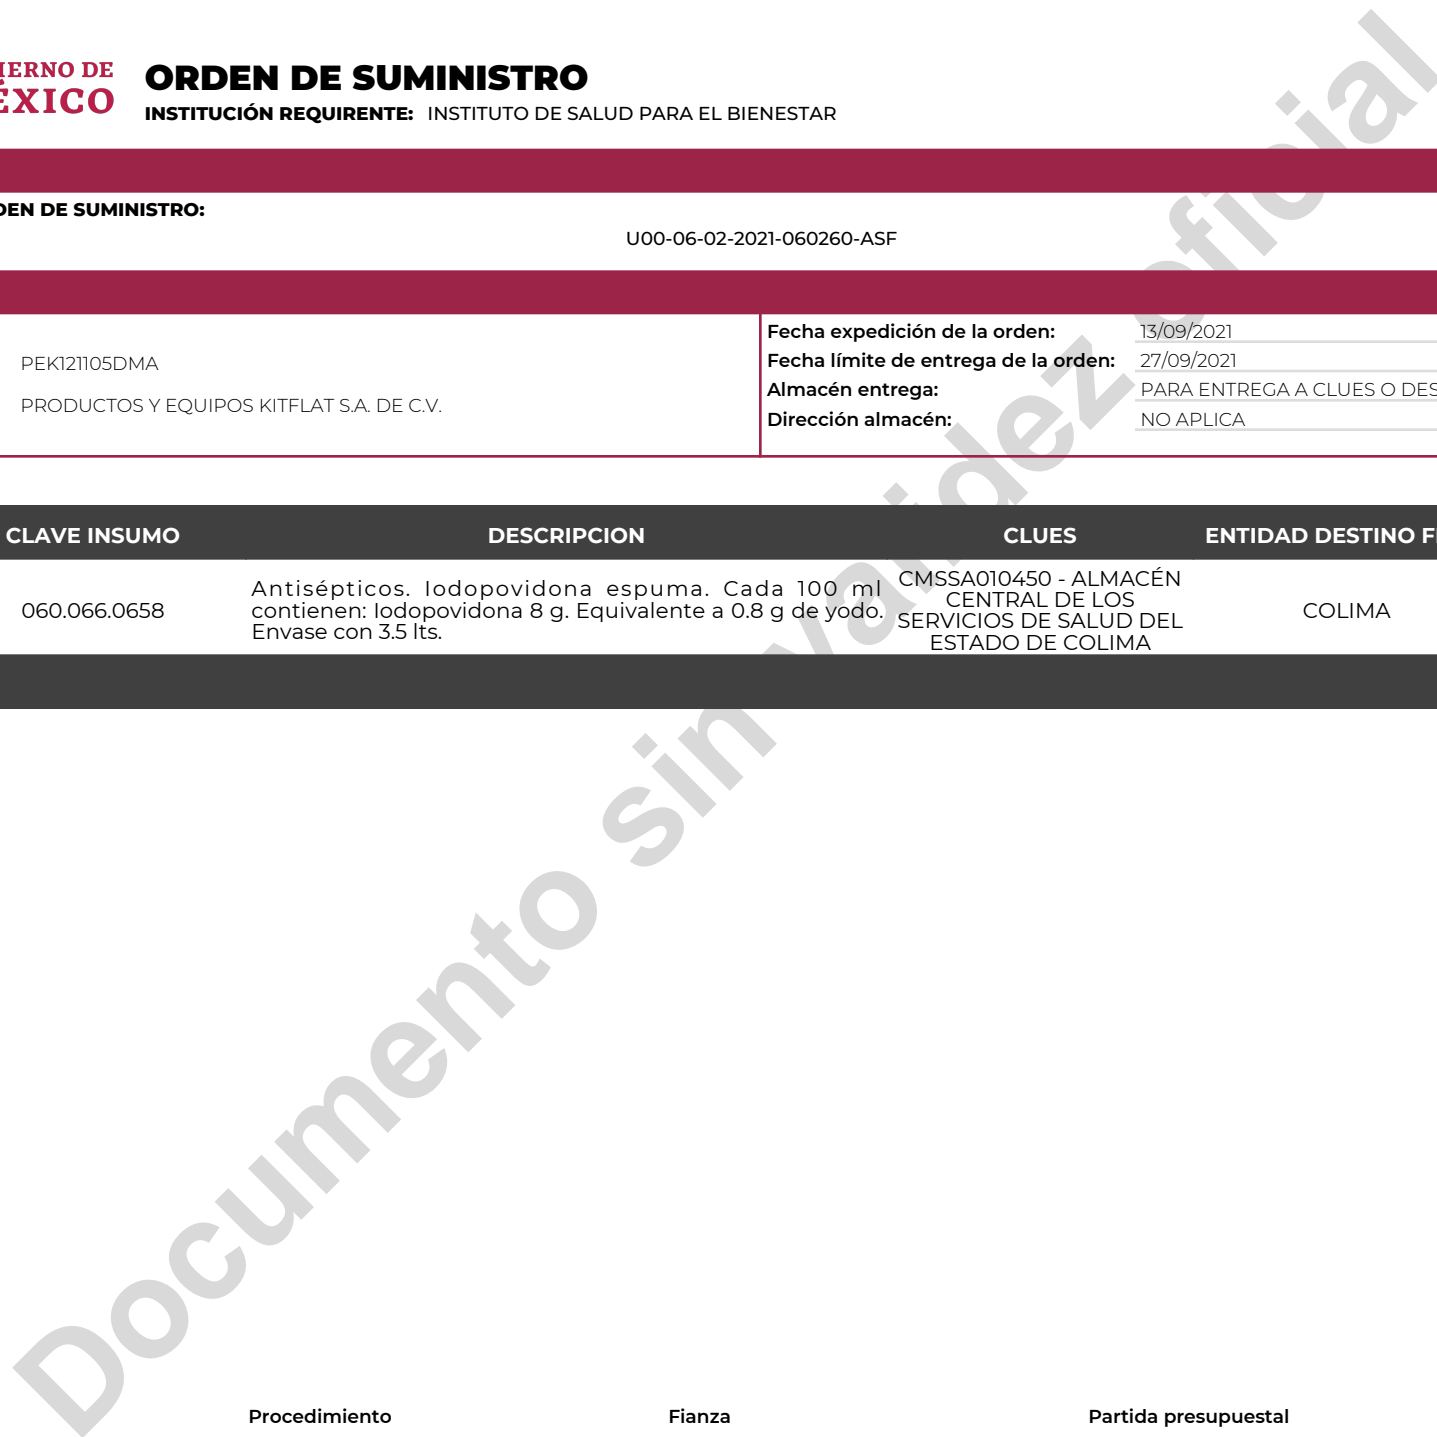 IERNO DE
ÉXICO
ORDEN DE SUMINISTRO
INSTITUCIÓN REQUIRENTE: INSTITUTO DE SALUD PARA EL BIENESTAR
DEN DE SUMINISTRO:
U00-06-02-2021-060260-ASF
PEK121105DMA
PRODUCTOS Y EQUIPOS KITFLAT S.A. DE C.V.
Fecha expedición de la orden: 13/09/2021
Fecha límite de entrega de la orden: 27/09/2021
Almacén entrega: PARA ENTREGA A CLUES O DES
Dirección almacén: NO APLICA
CLAVE INSUMO DESCRIPCION CLUES ENTIDAD DESTINO F
060.066.0658
Antisépticos. Iodopovidona espuma. Cada 100 ml
contienen: Iodopovidona 8 g. Equivalente a 0.8 g de yodo.
Envase con 3.5 lts.
CMSSA010450 - ALMACÉN
CENTRAL DE LOS
SERVICIOS DE SALUD DEL
ESTADO DE COLIMA
COLIMA
Documento sin validez oficial
Procedimiento Fianza Partida presupuestal